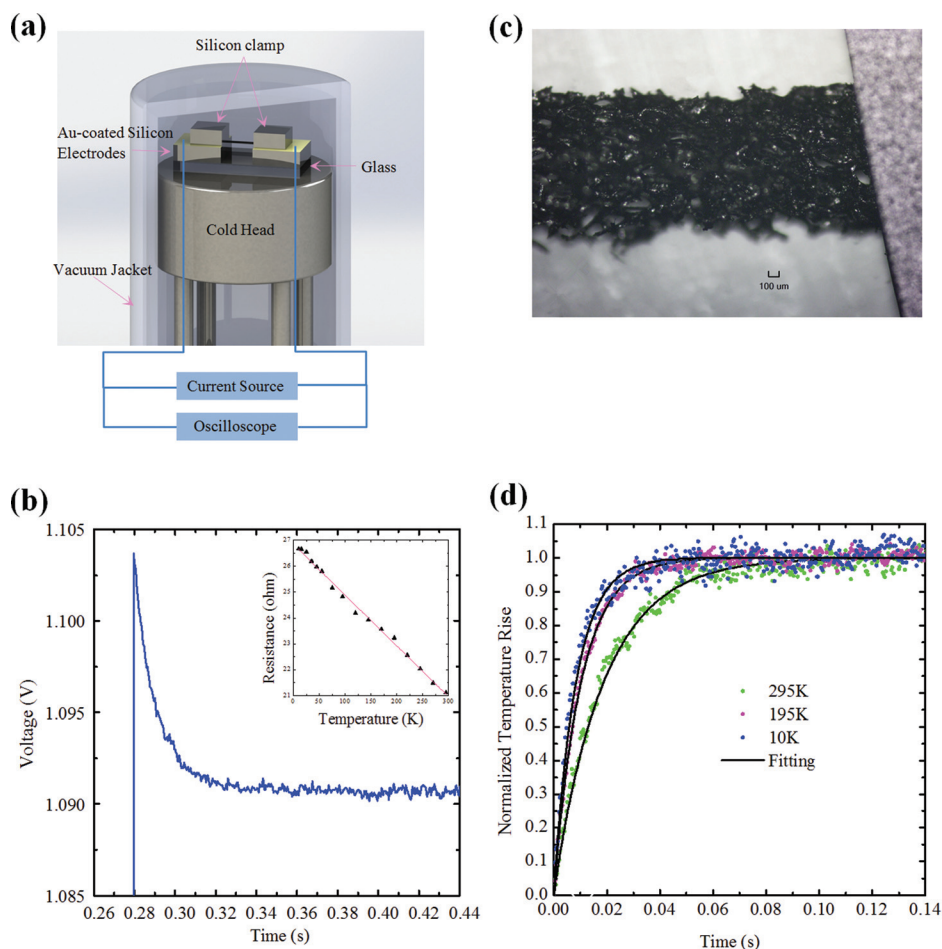 (a)
Silicon clamp
Au-coated Silicon
Electrodes
Glass
Cold Head
Vacuum Jacket
Current Source
Oscilloscope
(c)
100 um
(b)
1.105
1.100
1.095
1.090
1.085
Voltage (V)
0.26 0.28 0.30 0.32 0.34 0.36 0.38 0.40 0.42 0.44
Time (s)
27
26
25
24
23
22
21
Resistance (ohm)
0 50 100 150 200 250 300
Temperature (K)
(d)
1.1
1.0
0.9
0.8
0.7
0.6
0.5
0.4
0.3
0.2
0.1
0.0
Normalized Temperature Rise
295K
195K
10K
Fitting
0.00 0.02 0.04 0.06 0.08 0.10 0.12 0.14
Time (s)